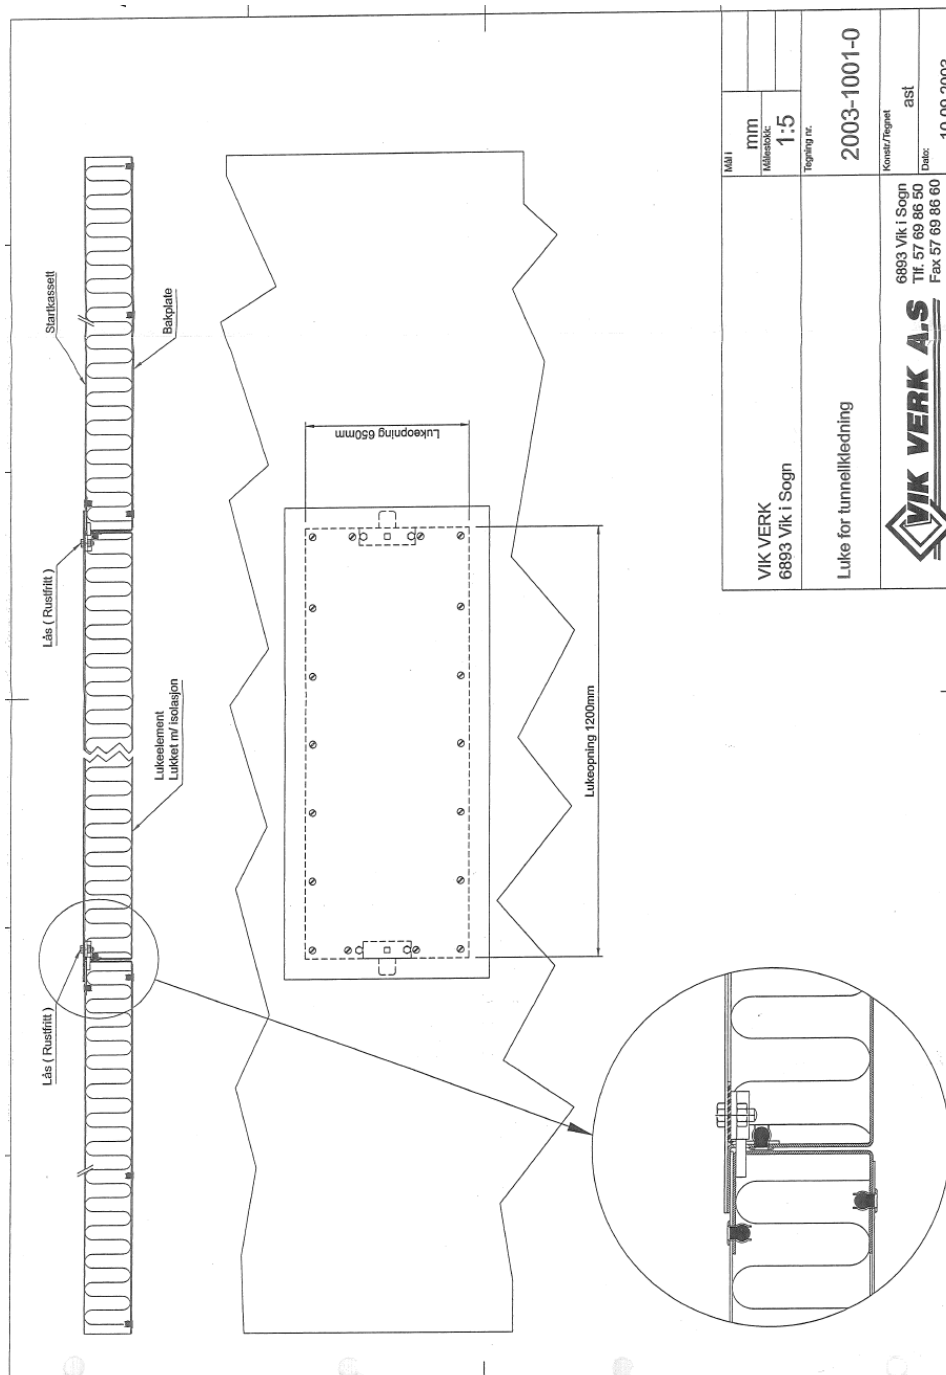 Startkassett
Bakplate
Lås ( Rustfritt )
Lukeelement
Lukket m/ isolasjon
Lås ( Rustfritt )
Lukeopning 650mm
Lukeopning 1200mm
Mål i
mm
Målestokk:
1:5
VIK VERK
6893 Vik i Sogn
Tegning nr.
2003-1001-0
Luke for tunnellkledning
Konstr./Tegnet
ast
Dato:
VIK VERK A.S
6893 Vik i Sogn
Tlf. 57 69 86 50
Fax 57 69 86 60